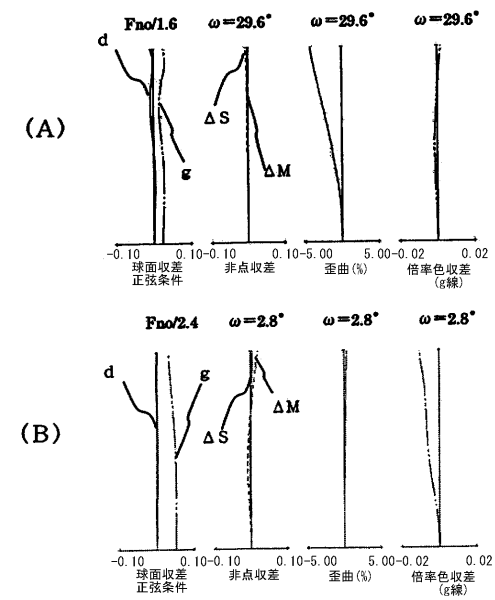 Fno/1.6 ω=29.6° ω=29.6° ω=29.6°
d
(A)
ΔS
g
ΔM
-0.10 0.10 -0.10 0.10 -5.00 5.00 -0.02 0.02
球面収差 非点収差 歪曲(%) 倍率色収差
正弦条件 (g線)
Fno/2.4 ω=2.8° ω=2.8° ω=2.8°
d
g
ΔM
(B)
ΔS
-0.10 0.10 -0.10 0.10 -5.00 5.00 -0.02 0.02
球面収差 非点収差 歪曲(%) 倍率色収差
正弦条件 (g線)